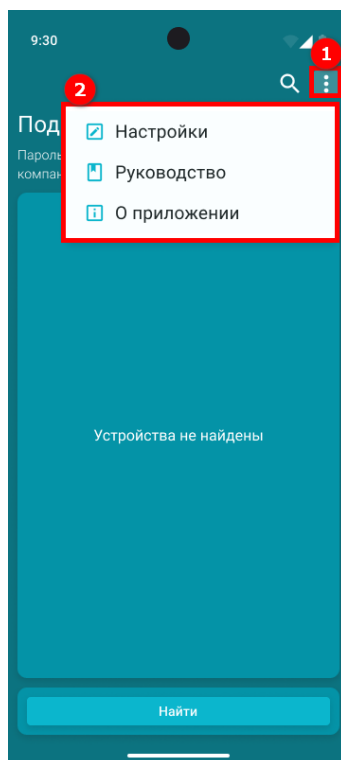 9:30
1
2
Под
Настройки
Пароль
Руководство
компан
О приложении
Устройства не найдены
Найти